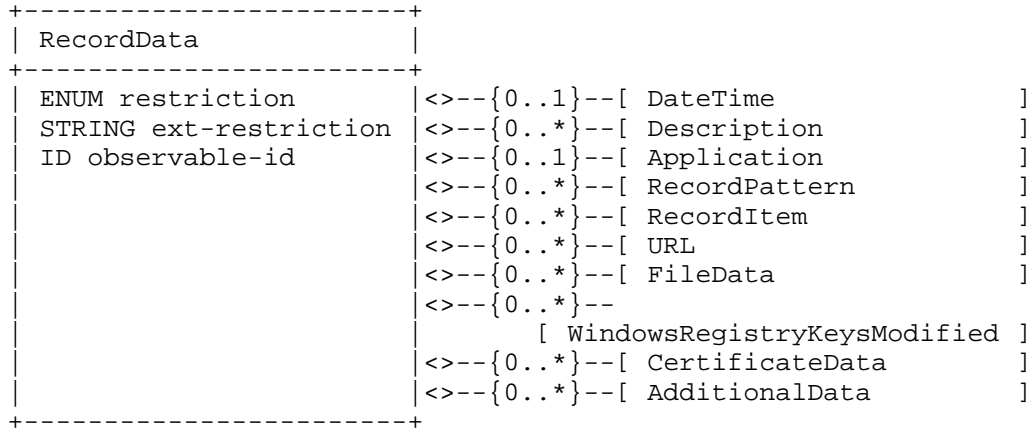 +------------------------+
| RecordData             |
+------------------------+
| ENUM restriction       |<>--{0..1}--[ DateTime               ]
| STRING ext-restriction |<>--{0..*}--[ Description            ]
| ID observable-id       |<>--{0..1}--[ Application            ]
|                        |<>--{0..*}--[ RecordPattern          ]
|                        |<>--{0..*}--[ RecordItem             ]
|                        |<>--{0..*}--[ URL                    ]
|                        |<>--{0..*}--[ FileData               ]
|                        |<>--{0..*}--
|                        |       [ WindowsRegistryKeysModified ]
|                        |<>--{0..*}--[ CertificateData        ]
|                        |<>--{0..*}--[ AdditionalData         ]
+------------------------+